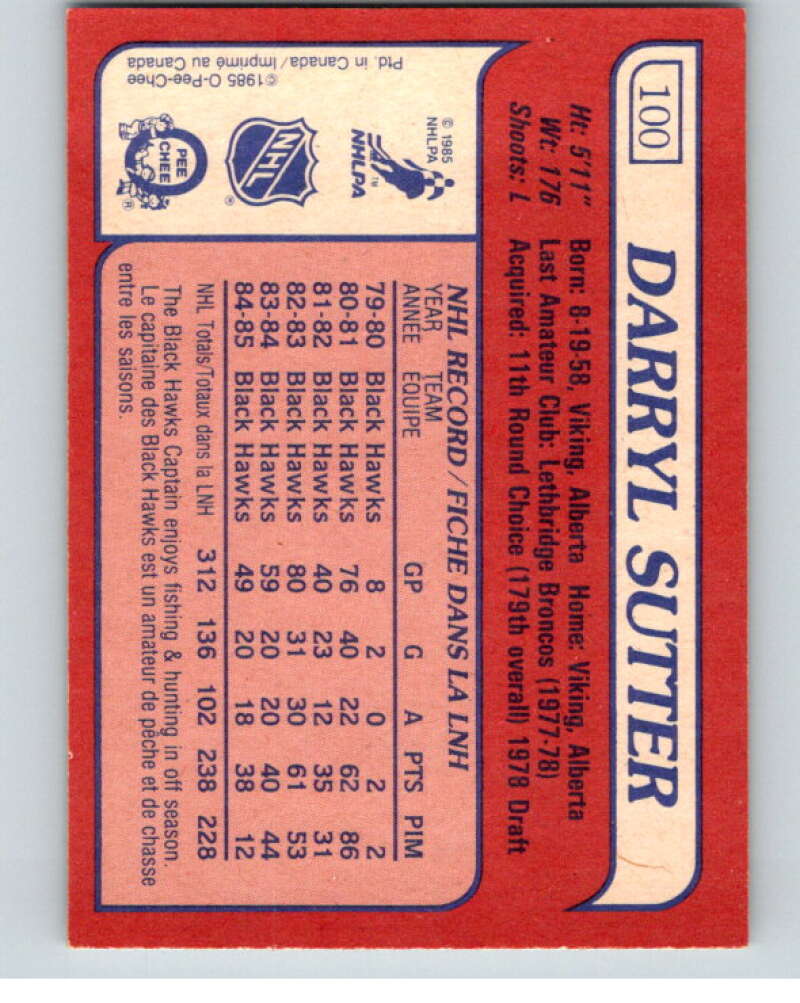 100
DARRYL SUTTER
Ht: 5'11" Born: 8-19-58, Viking, Alberta Home: Viking, Alberta
Wt: 176 Last Amateur Club: Lethbridge Broncos (1977-78)
Shoots: L Acquired: 11th Round Choice (179th overall) 1978 Draft
© 1985
NHLPA
NHLPA
TM
NHL
®
O
PEE
CHEE
®
©1985 O-Pee-Chee
Ptd. in Canada/Imprimé au Canada
NHL RECORD/FICHE DANS LA LNH
YEAR TEAM
ANNÉE ÉQUIPE GP G A PTS PIM
79-80 Black Hawks 8 2 0 2 2
80-81 Black Hawks 76 40 22 62 86
81-82 Black Hawks 40 23 12 35 31
82-83 Black Hawks 80 31 30 61 53
83-84 Black Hawks 59 20 20 40 44
84-85 Black Hawks 49 20 18 38 12
NHL Totals/Totaux dans la LNH 312 136 102 238 228
The Black Hawks Captain enjoys fishing & hunting in off season.
Le capitaine des Black Hawks est un amateur de pêche et de chasse
entre les saisons.